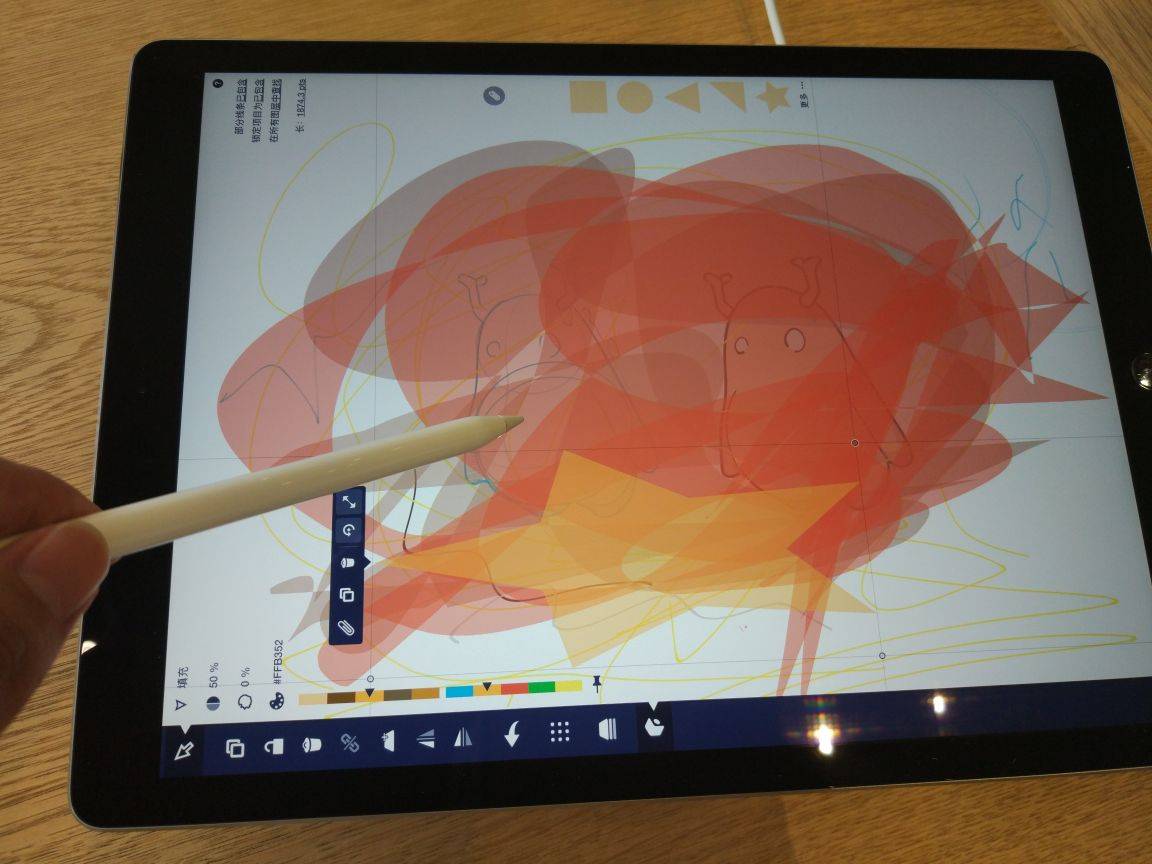 填充
50 %
0 %
#FFB352
部分线条已包含
锁定项目为已包含
在所有图层中查找
长：1874.3 pts
更多 ...